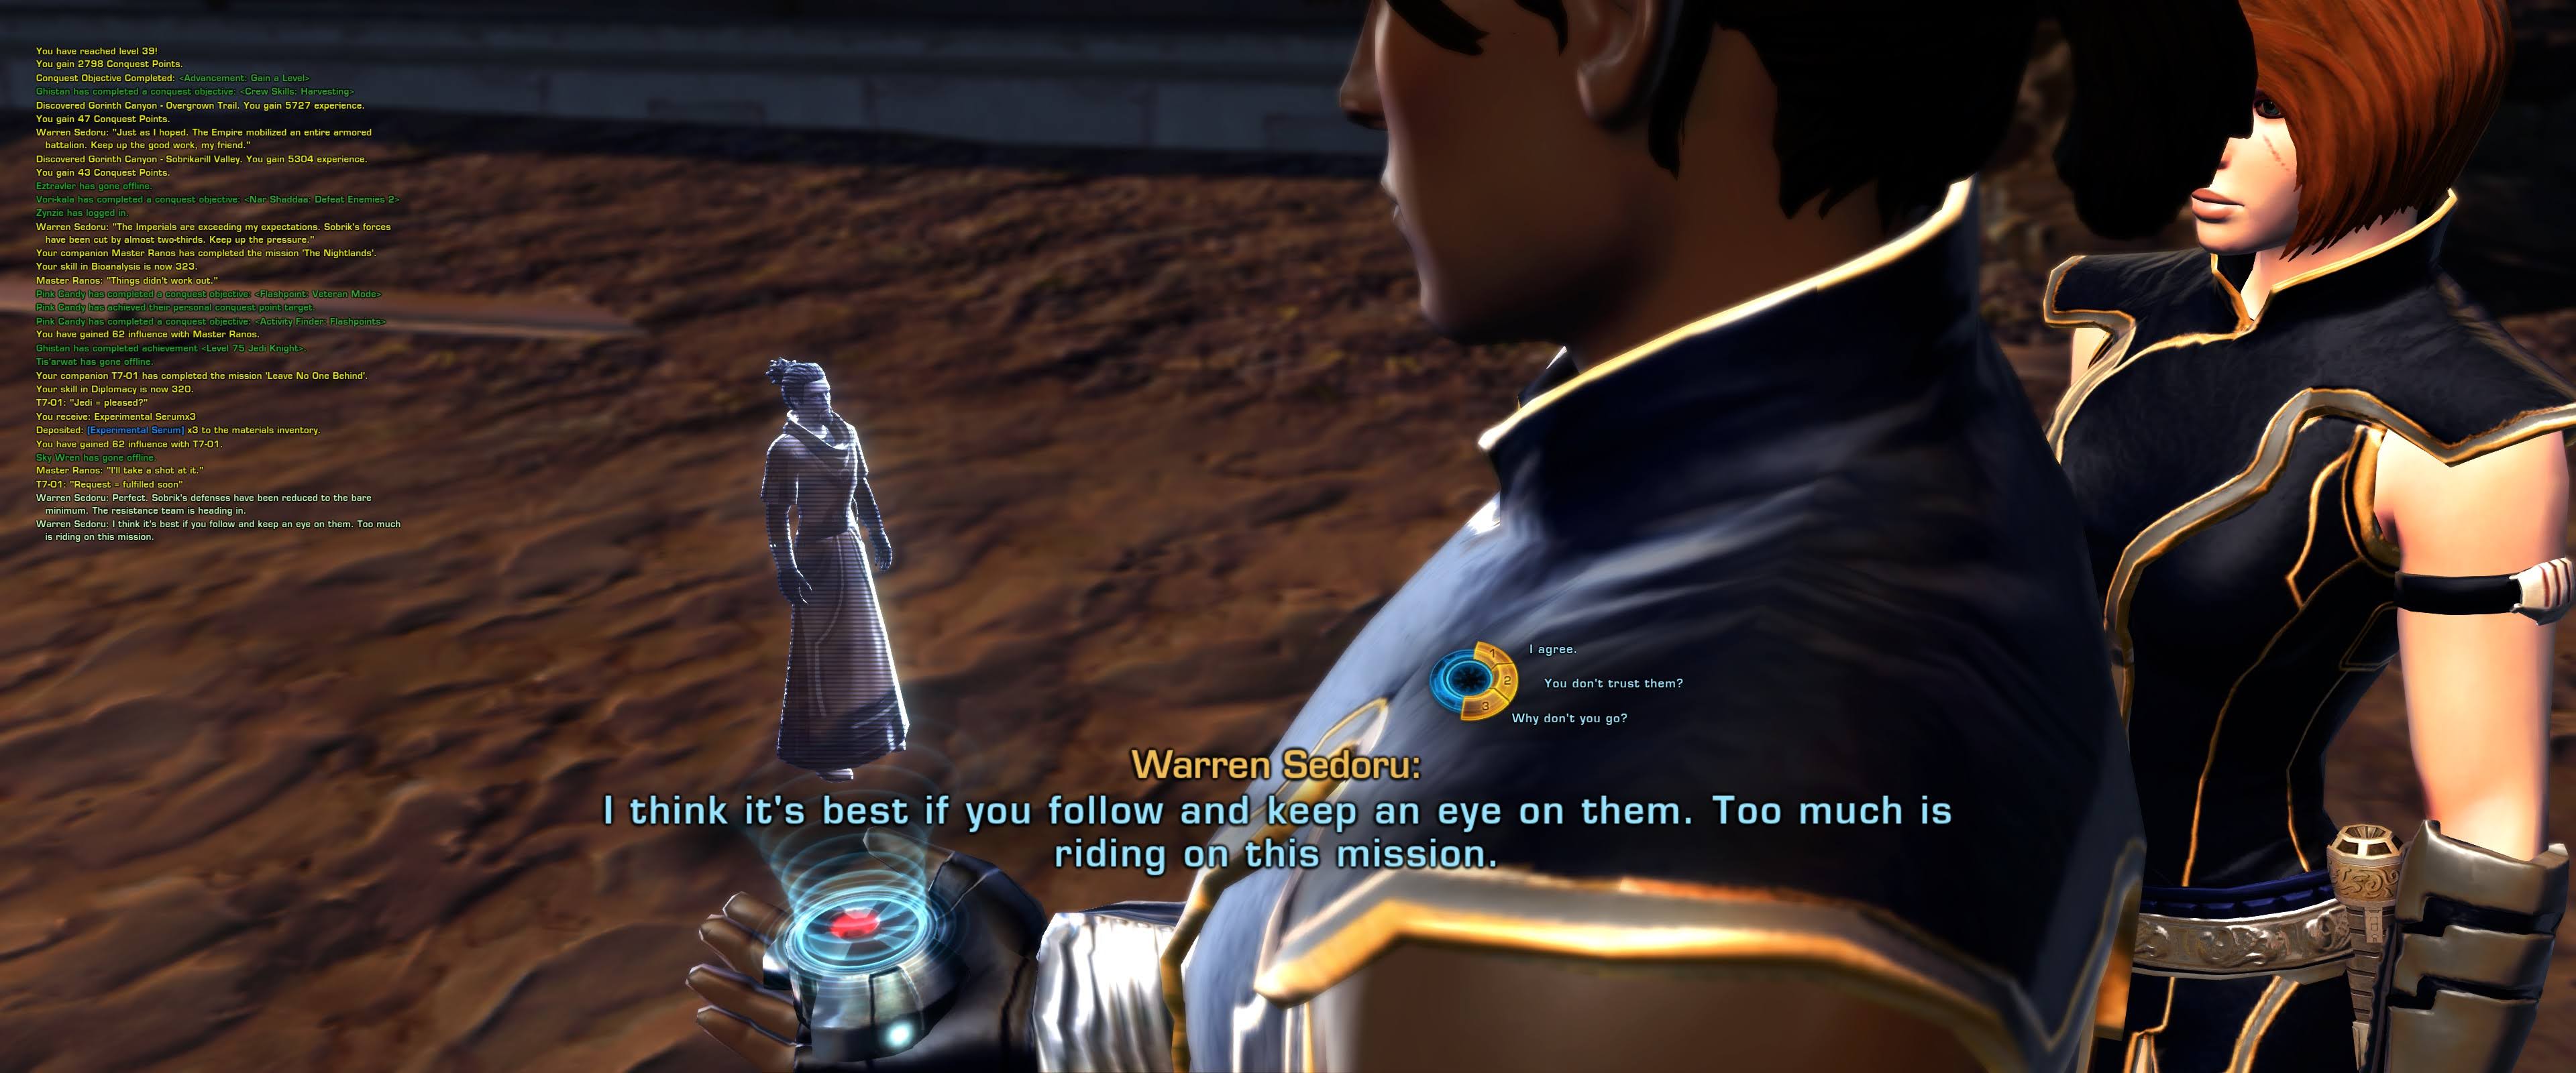 You have reached level 39!
You gain 2798 Conquest Points.
Conquest Objective Completed: <Advancement: Gain a Level>
Ghistan has completed a conquest objective: <Crew Skills: Harvesting>
Discovered Gorinth Canyon - Overgrown Trail. You gain 5727 experience.
You gain 47 Conquest Points.
Warren Sedoru: "Just as I hoped. The Empire mobilized an entire armored
battalion. Keep up the good work, my friend."
Discovered Gorinth Canyon - Sobrikarill Valley. You gain 5304 experience.
You gain 43 Conquest Points.
Eztravler has gone offline.
Vori-kala has completed a conquest objective: <Nar Shaddaa: Defeat Enemies 2>
Zynzie has logged in.
Warren Sedoru: "The Imperials are exceeding my expectations. Sobrik's forces
have been cut by almost two-thirds. Keep up the pressure."
Your companion Master Ranos has completed the mission 'The Nightlands'.
Your skill in Bioanalysis is now 323.
Master Ranos: "Things didn't work out."
Pink Candy has completed a conquest objective: <Flashpoint: Veteran Mode>
Pink Candy has achieved their personal conquest point target
Pink Candy has completed a conquest objective: <Activity Finder: Flashpoints>
You have gained 62 influence with Master Ranos.
Ghistan has completed achievement <Level 75 Jedi Knight>
Tis'arwat has gone offline.
Your companion T7-01 has completed the mission 'Leave No One Behind'.
Your skill in Diplomacy is now 320.
T7-01: "Jedi = pleased?"
You receive: Experimental Serumx3
Deposited: [Experimental Serum] x3 to the materials inventory.
You have gained 62 influence with T7-01.
Sky Wren has gone offline.
Master Ranos: "I'll take a shot at it."
T7-01: "Request = fulfilled soon"
Warren Sedoru: Perfect. Sobrik's defenses have been reduced to the bare
minimum. The resistance team is heading in.
Warren Sedoru: I think it's best if you follow and keep an eye on them. Too much
is riding on this mission.
1 I agree.
2 You don't trust them?
3 Why don't you go?
Warren Sedoru:
I think it's best if you follow and keep an eye on them. Too much is
riding on this mission.